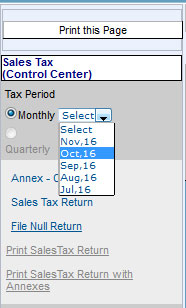 Print this Page
Sales Tax
(Control Center)
Tax Period
Monthly Select
Select
Nov,16
Oct,16
Sep,16
Aug,16
Jul,16
Quarterly
Annex - C
Sales Tax Return
File Null Return
Print SalesTax Return
Print SalesTax Return with
Annexes